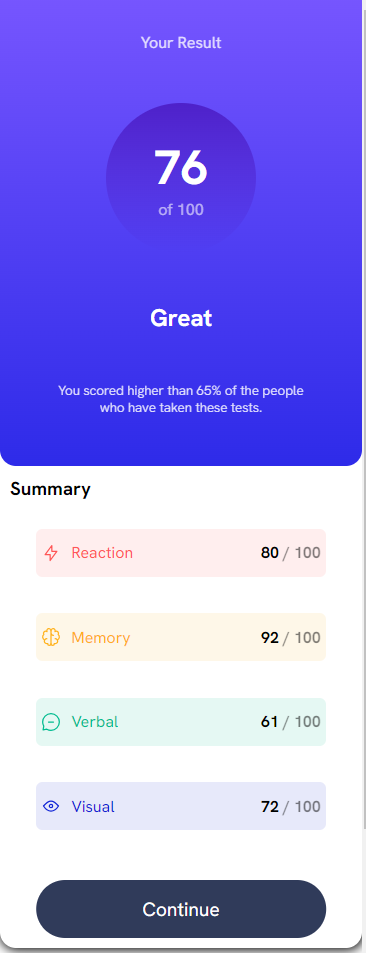 Your Result
76
of 100
Great
You scored higher than 65% of the people
who have taken these tests.
Summary
Reaction 80 / 100
Memory 92 / 100
Verbal 61 / 100
Visual 72 / 100
Continue